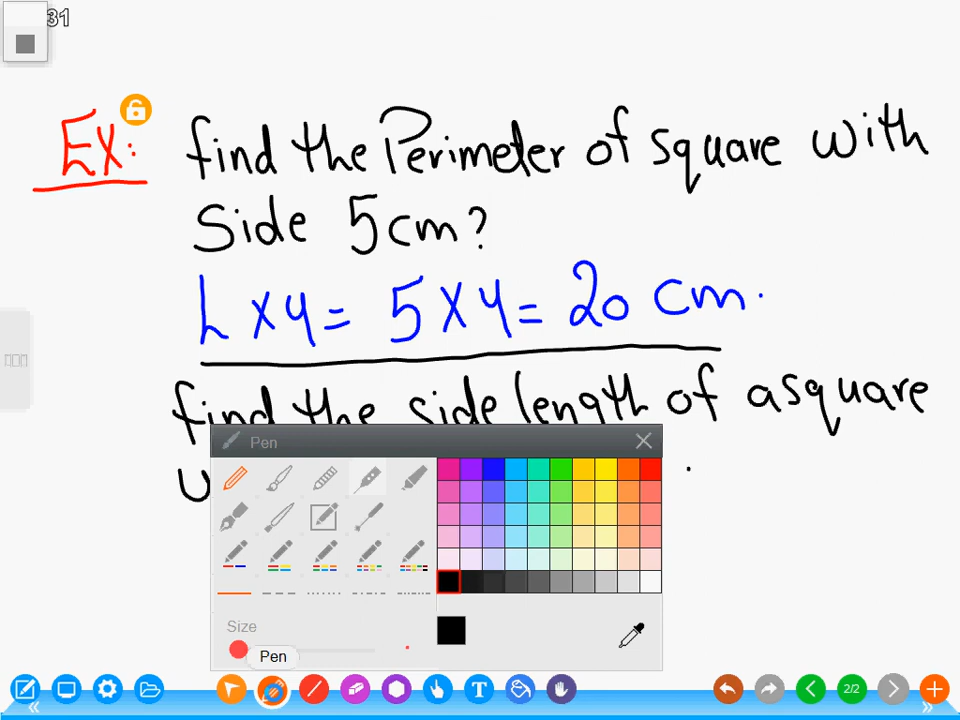 31
Ex: find the Perimeter of square with
Side 5cm?
L x 4 = 5 x 4 = 20 cm.
find the side length of asquare
Pen
Size
Pen
2/2